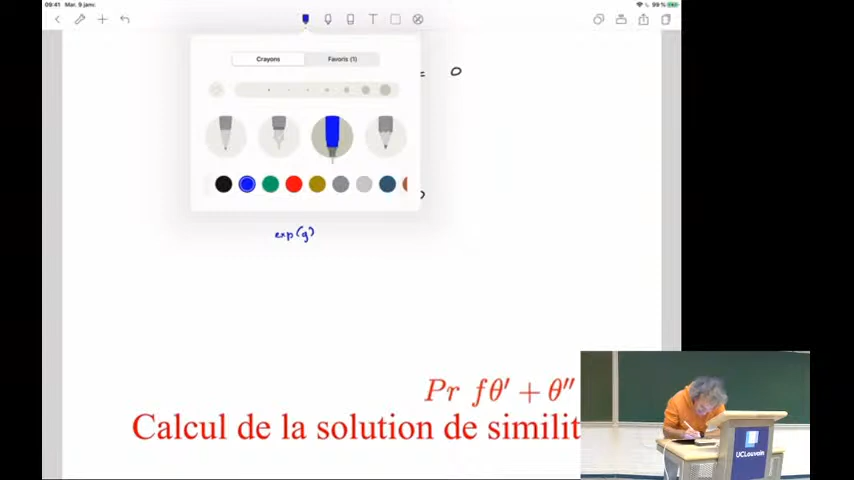 09:41 Mar. 9 janv.
99 %
T
Crayons Favoris (1)
= 0
exp(g)
Pr fθ′ + θ″
Calcul de la solution de similit
UCLouvain